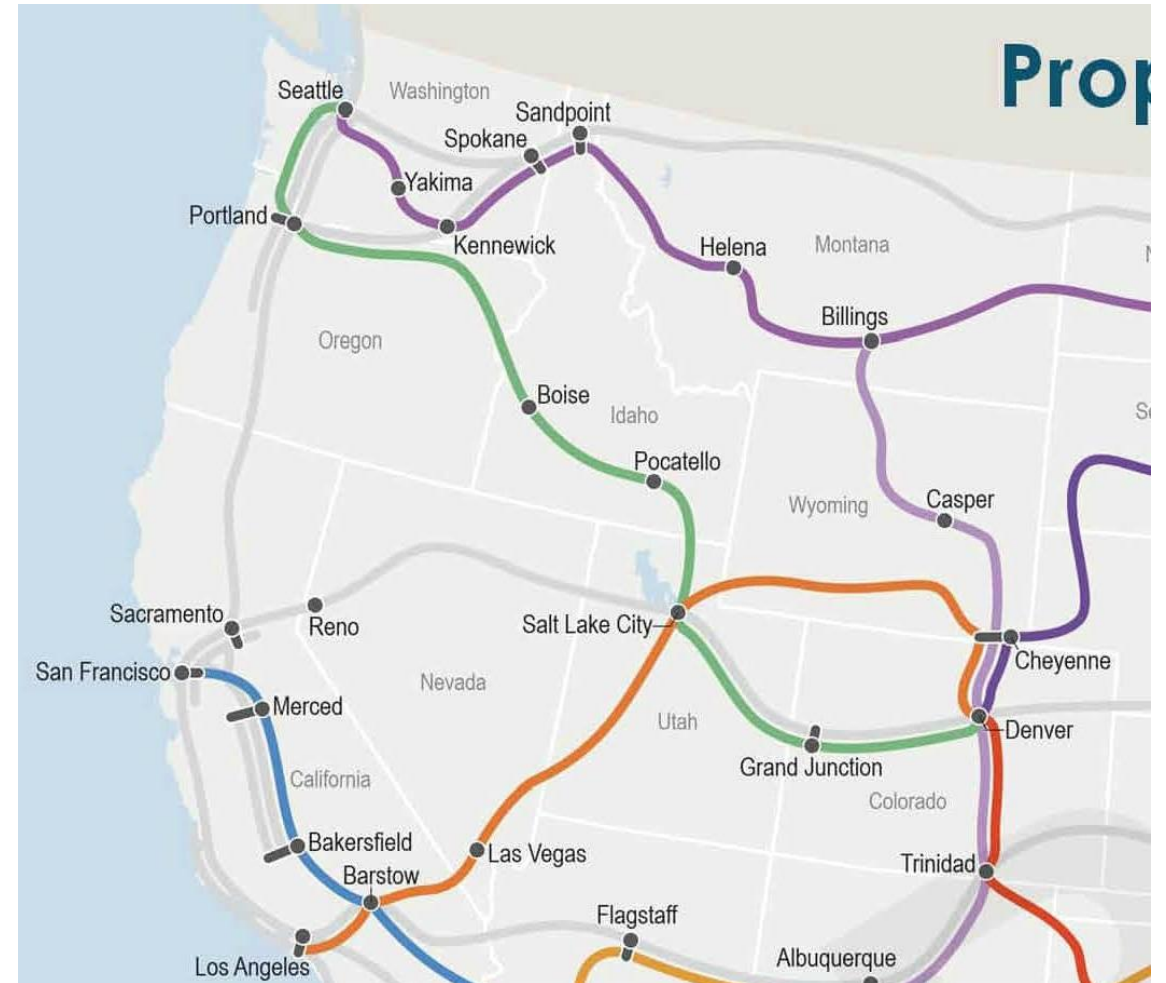 Prop
Seattle
Washington
Sandpoint
Spokane
Yakima
Portland
Kennewick
Helena
Montana
N
Billings
Oregon
Boise
Idaho
Se
Pocatello
Wyoming
Casper
Sacramento
Reno
Salt Lake City
Cheyenne
San Francisco
Nevada
Merced
Utah
Denver
Grand Junction
California
Colorado
Bakersfield
Las Vegas
Trinidad
Barstow
Flagstaff
Albuquerque
Los Angeles